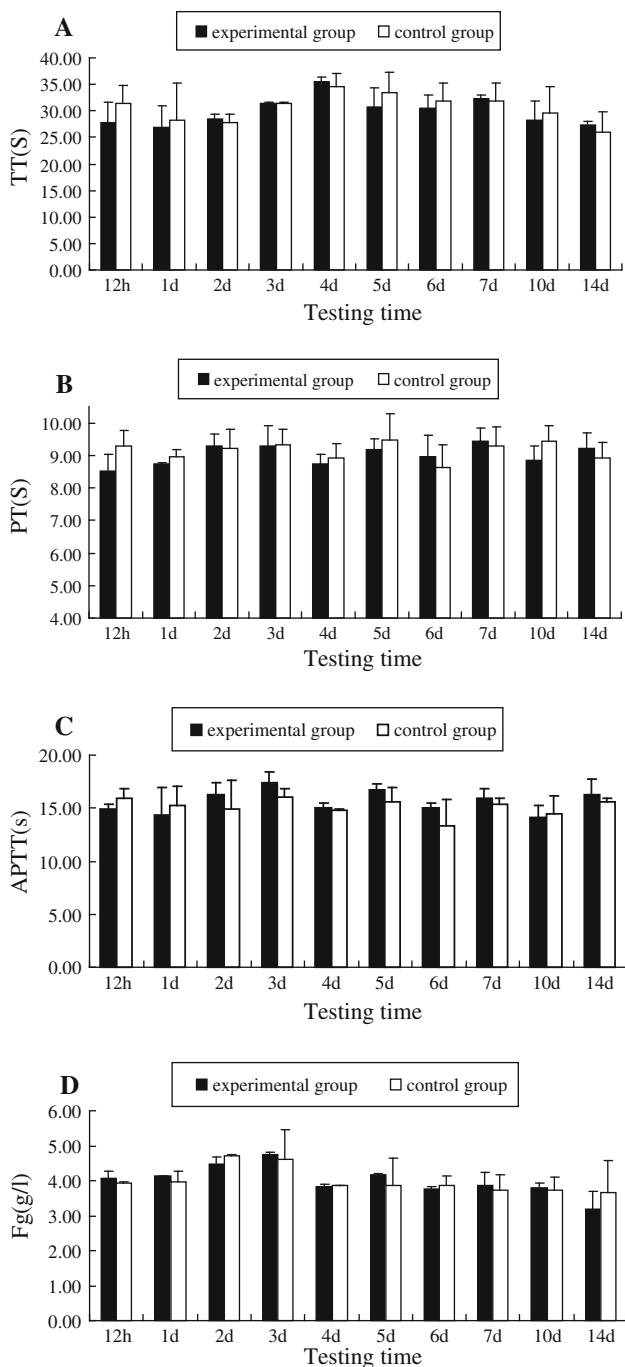 A
experimental group control group
40.00
35.00
30.00
25.00
20.00
15.00
10.00
5.00
0.00
TT(S)
12h 1d 2d 3d 4d 5d 6d 7d 10d 14d
Testing time
B
experimental group control group
10.00
9.00
8.00
7.00
6.00
5.00
4.00
PT(S)
12h 1d 2d 3d 4d 5d 6d 7d 10d 14d
Testing time
C
experimental group control group
20.00
15.00
10.00
5.00
0.00
APTT(s)
12h 1d 2d 3d 4d 5d 6d 7d 10d 14d
Testing time
D
experimental group control group
6.00
5.00
4.00
3.00
2.00
1.00
0.00
Fg(g/l)
12h 1d 2d 3d 4d 5d 6d 7d 10d 14d
Testing time